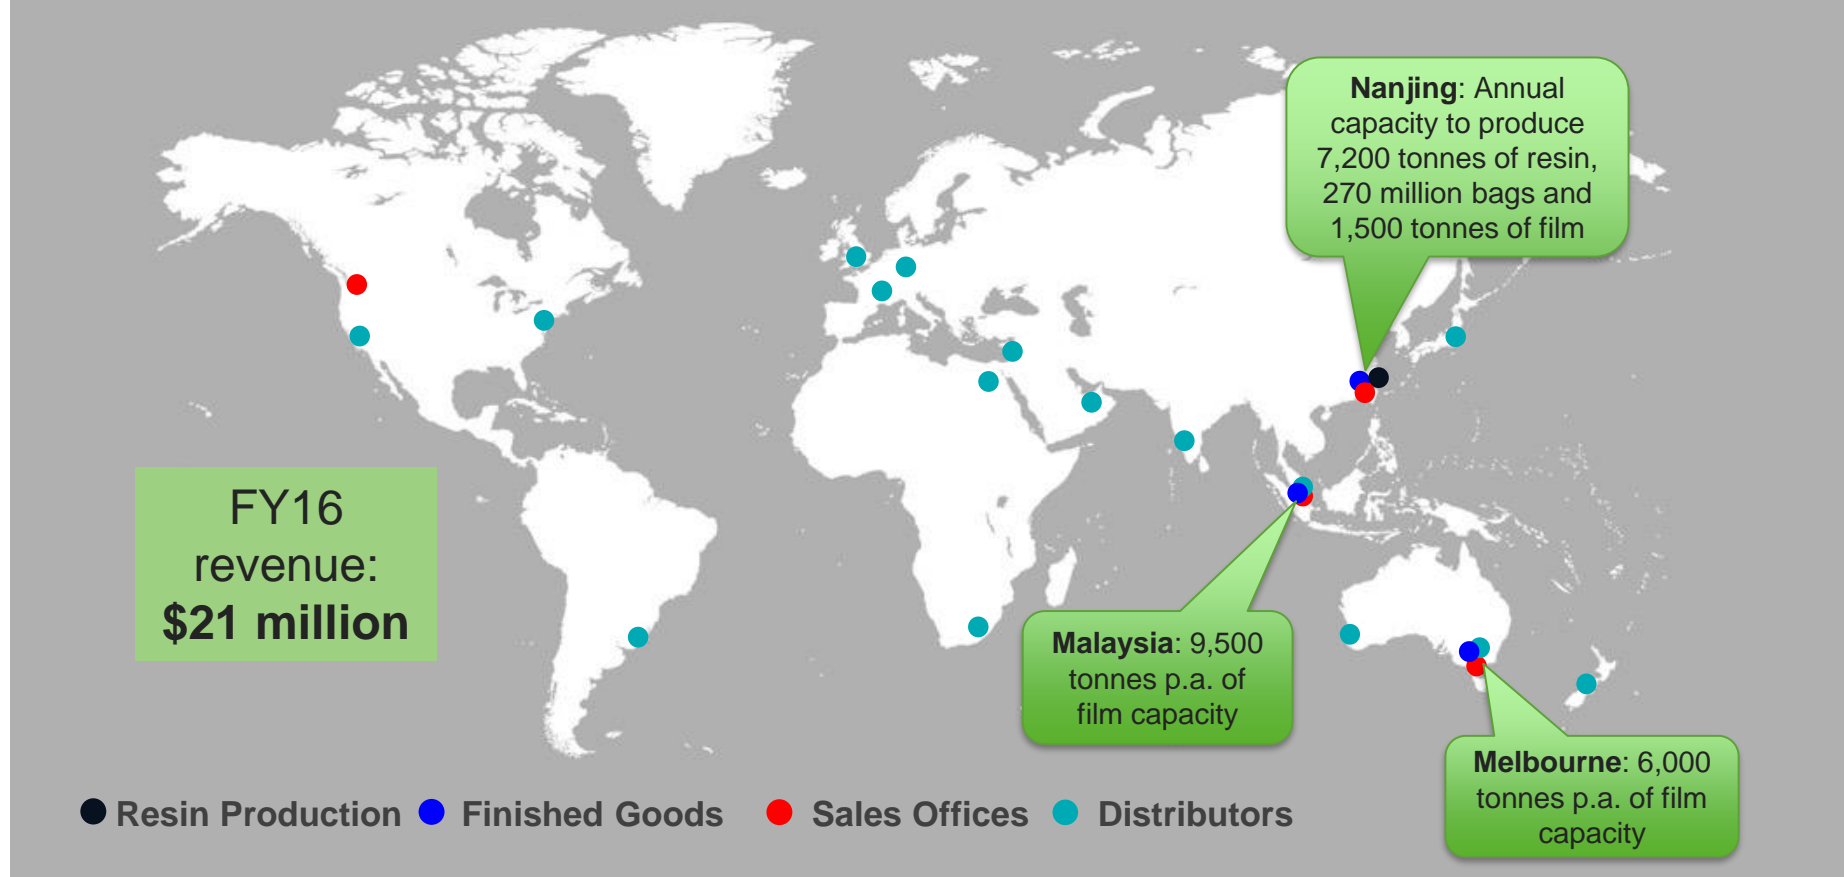 Nanjing: Annual
capacity to produce
7,200 tonnes of resin,
270 million bags and
1,500 tonnes of film
FY16
revenue:
$21 million
Malaysia: 9,500
tonnes p.a. of
film capacity
Melbourne: 6,000
tonnes p.a. of film
capacity
Resin Production Finished Goods Sales Offices Distributors